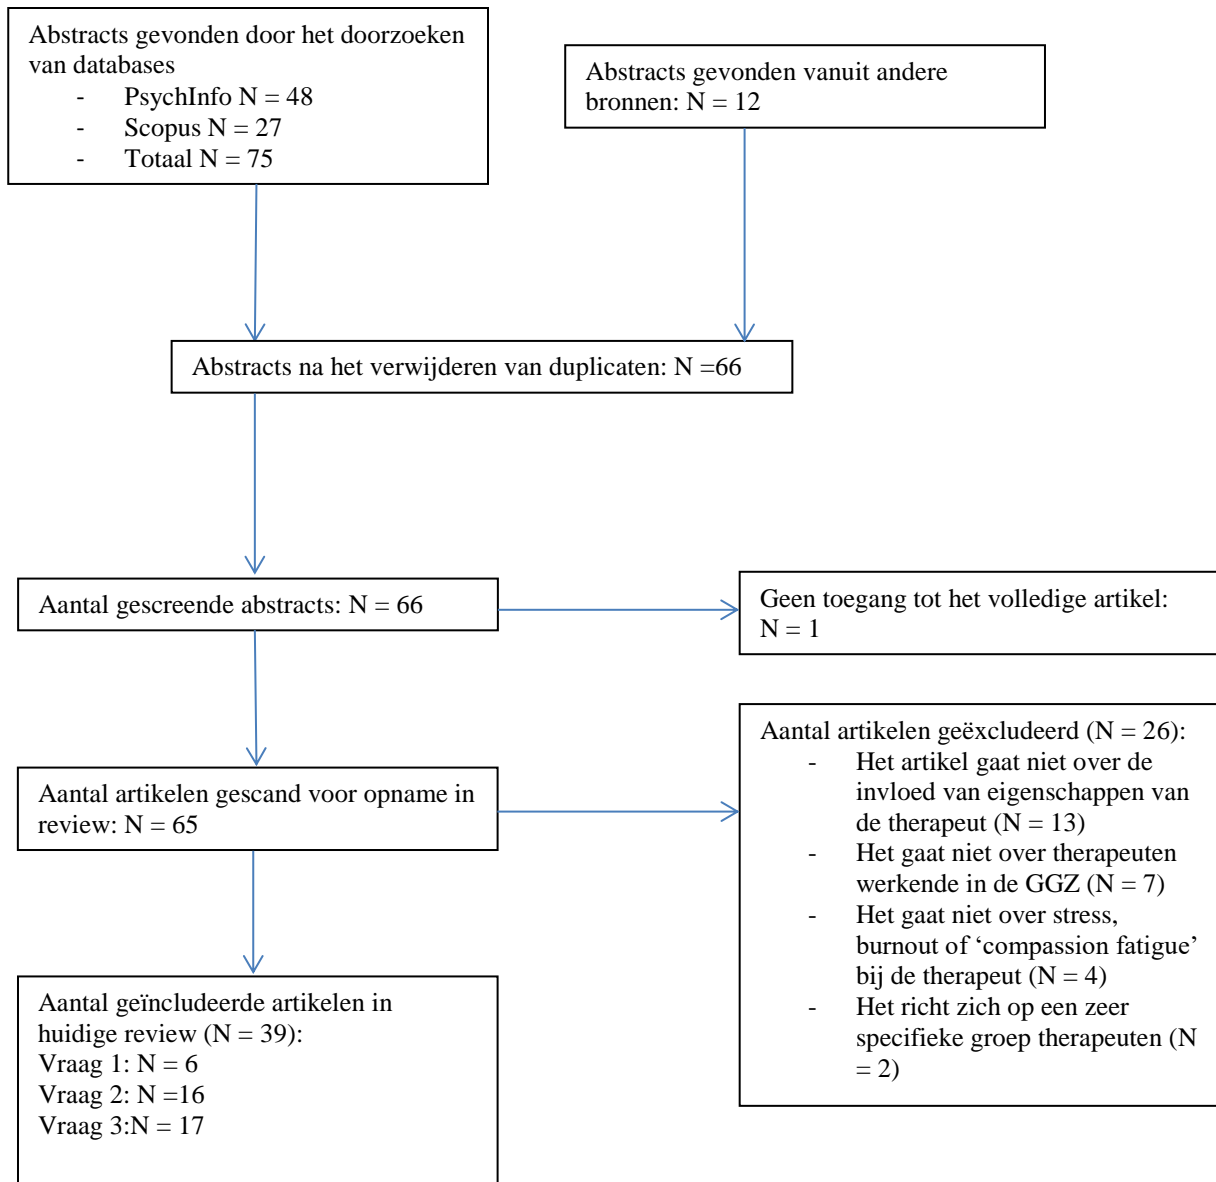 Abstracts gevonden door het doorzoeken
van databases
- PsychInfo N = 48
- Scopus N = 27
- Totaal N = 75
Abstracts gevonden vanuit andere
bronnen: N = 12
Abstracts na het verwijderen van duplicaten: N =66
Aantal gescreende abstracts: N = 66
Geen toegang tot het volledige artikel:
N = 1
Aantal artikelen gescand voor opname in
review: N = 65
Aantal artikelen geëxcludeerd (N = 26):
- Het artikel gaat niet over de
invloed van eigenschappen van
de therapeut (N = 13)
- Het gaat niet over therapeuten
werkende in de GGZ (N = 7)
- Het gaat niet over stress,
burnout of ‘compassion fatigue’
bij de therapeut (N = 4)
- Het richt zich op een zeer
specifieke groep therapeuten (N
= 2)
Aantal geïncludeerde artikelen in
huidige review (N = 39):
Vraag 1: N = 6
Vraag 2: N =16
Vraag 3:N = 17